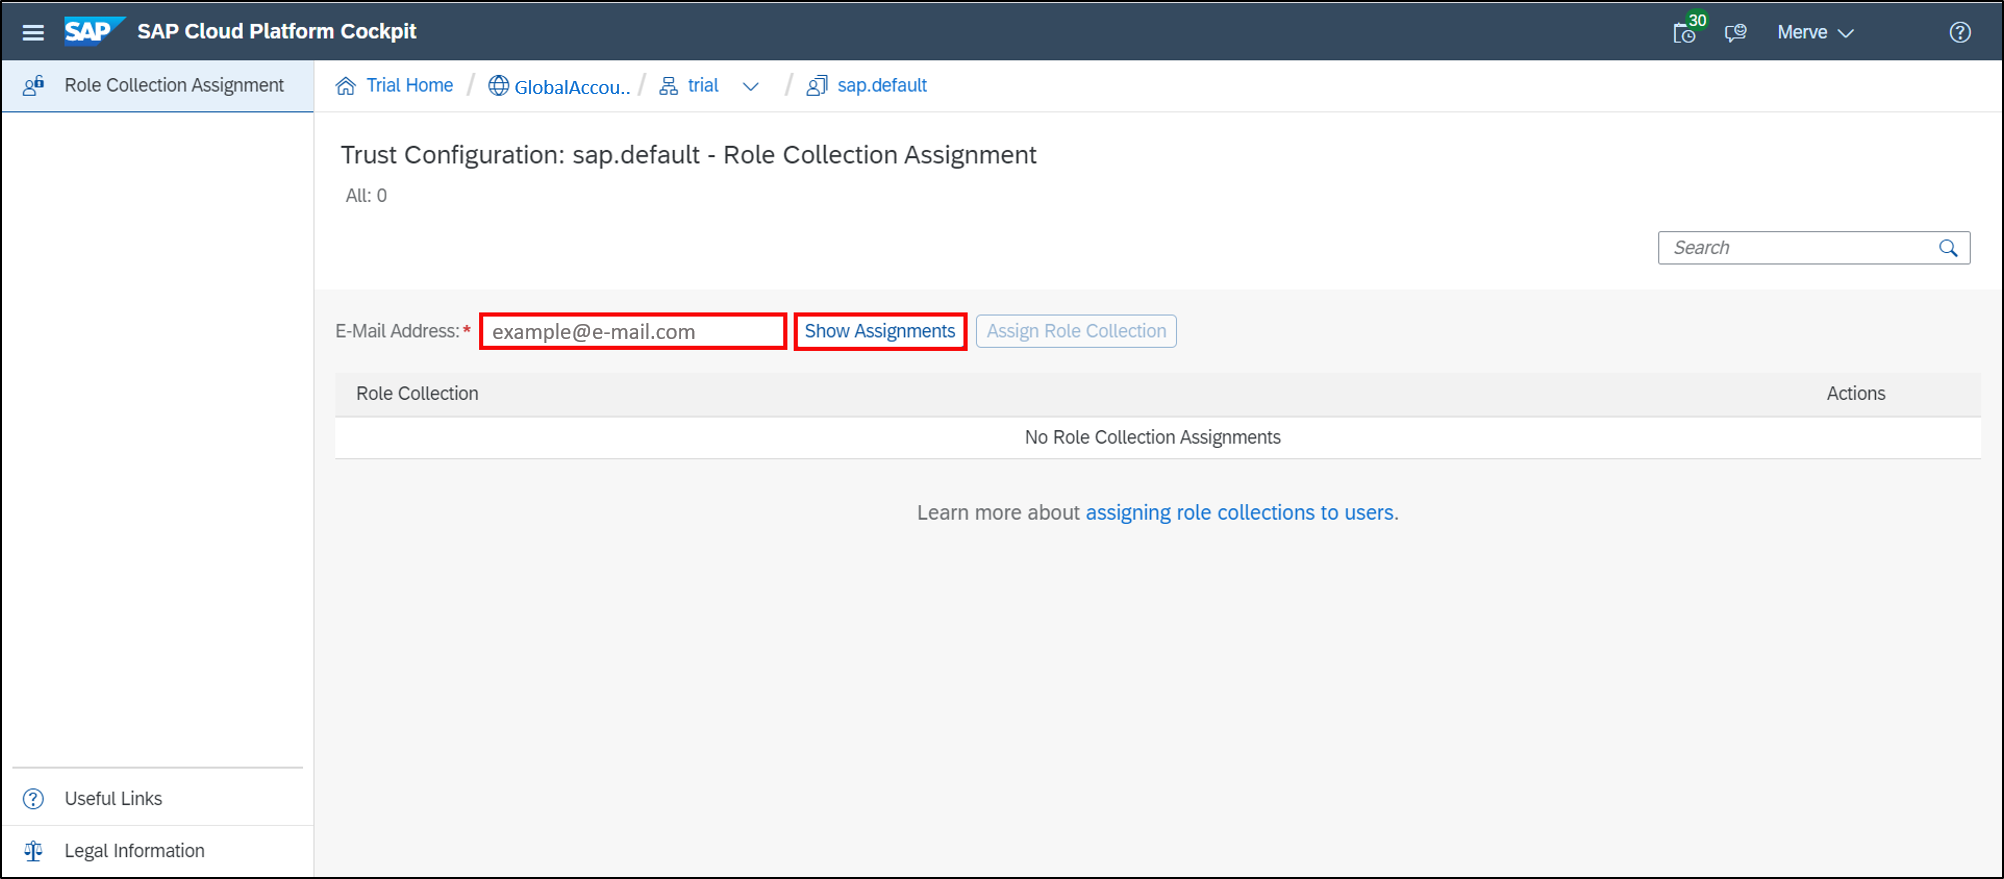 SAP SAP Cloud Platform Cockpit 30 Merve
Role Collection Assignment
Trial Home / GlobalAccou.. / trial / sap.default
Trust Configuration: sap.default - Role Collection Assignment
All: 0
Search
E-Mail Address:* example@e-mail.com Show Assignments Assign Role Collection
Role Collection Actions
No Role Collection Assignments
Learn more about assigning role collections to users.
Useful Links
Legal Information